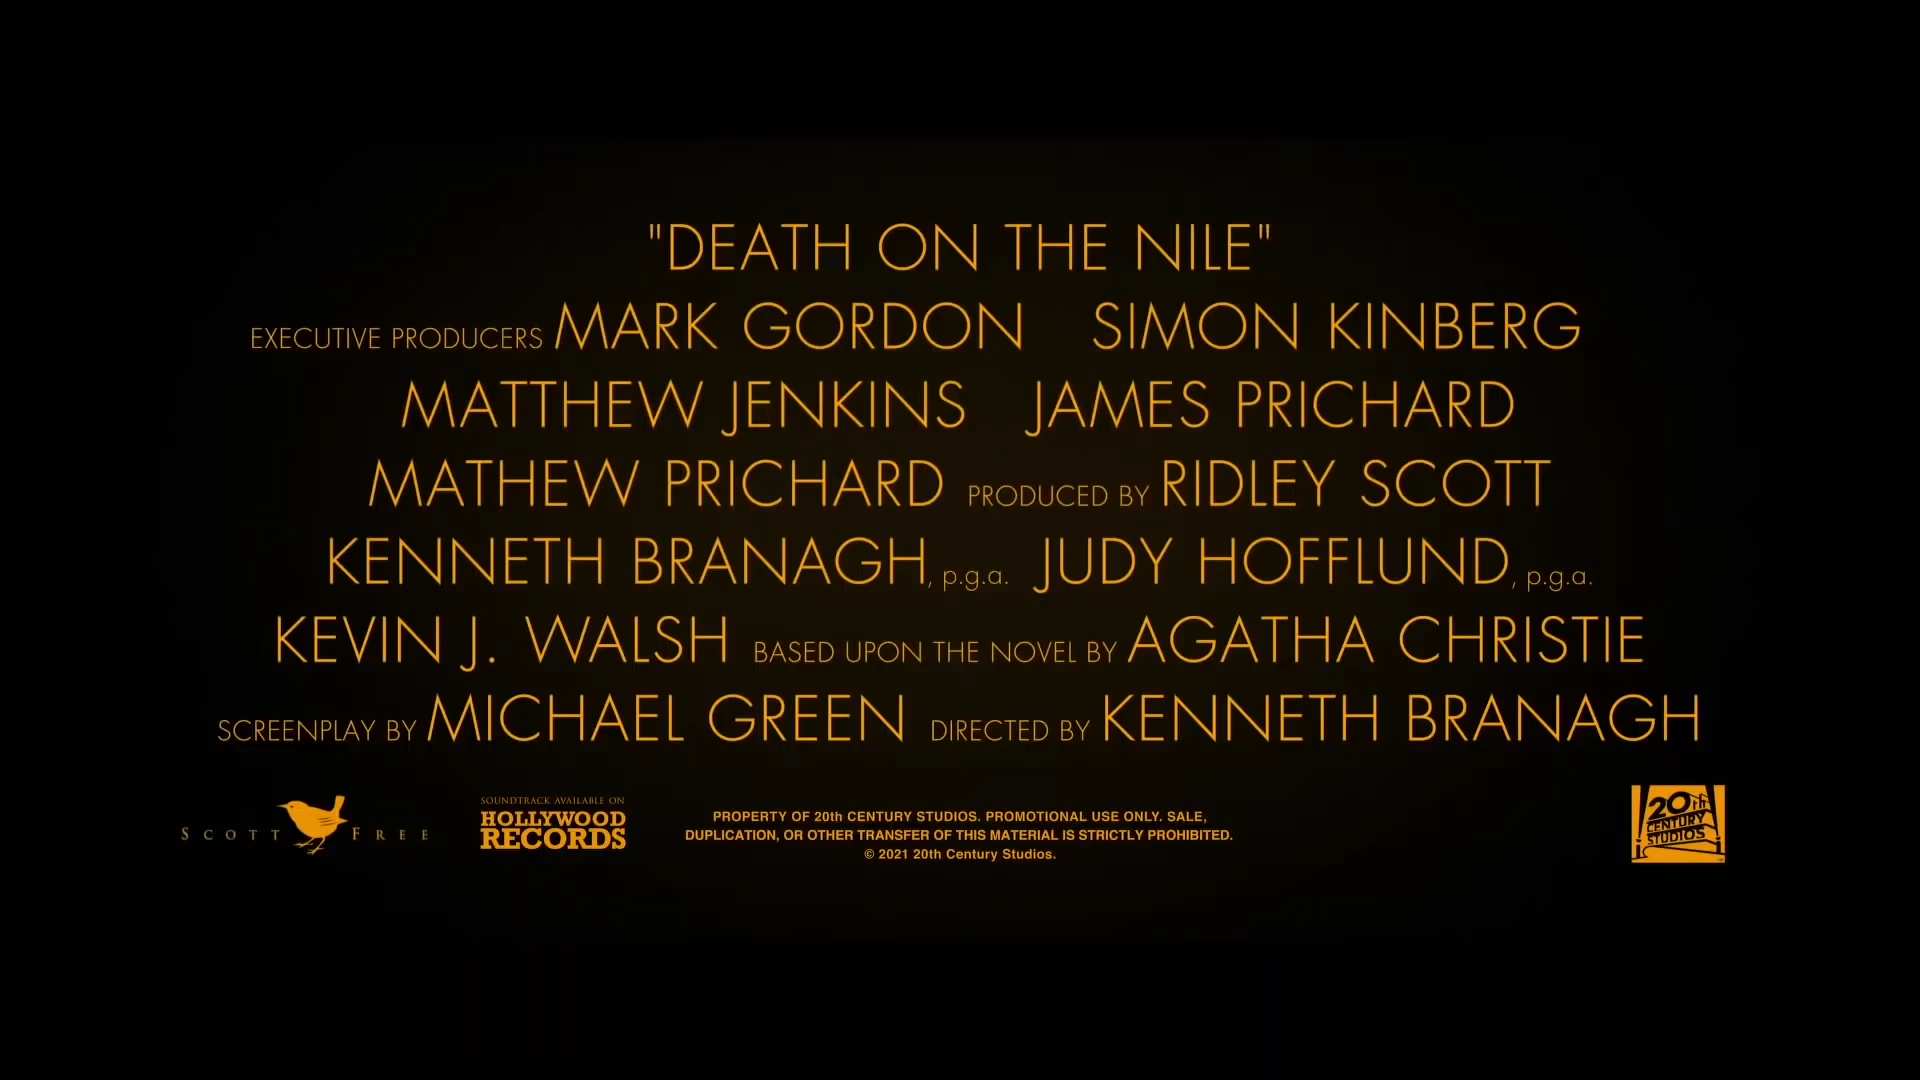 "DEATH ON THE NILE"
EXECUTIVE PRODUCERS MARK GORDON SIMON KINBERG
MATTHEW JENKINS JAMES PRICHARD
MATHEW PRICHARD PRODUCED BY RIDLEY SCOTT
KENNETH BRANAGH, p.g.a. JUDY HOFFLUND, p.g.a.
KEVIN J. WALSH BASED UPON THE NOVEL BY AGATHA CHRISTIE
SCREENPLAY BY MICHAEL GREEN DIRECTED BY KENNETH BRANAGH
SCOTT FREE
SOUNDTRACK AVAILABLE ON
HOLLYWOOD
RECORDS
PROPERTY OF 20th CENTURY STUDIOS. PROMOTIONAL USE ONLY. SALE,
DUPLICATION, OR OTHER TRANSFER OF THIS MATERIAL IS STRICTLY PROHIBITED.
© 2021 20th Century Studios.
20th
CENTURY
STUDIOS